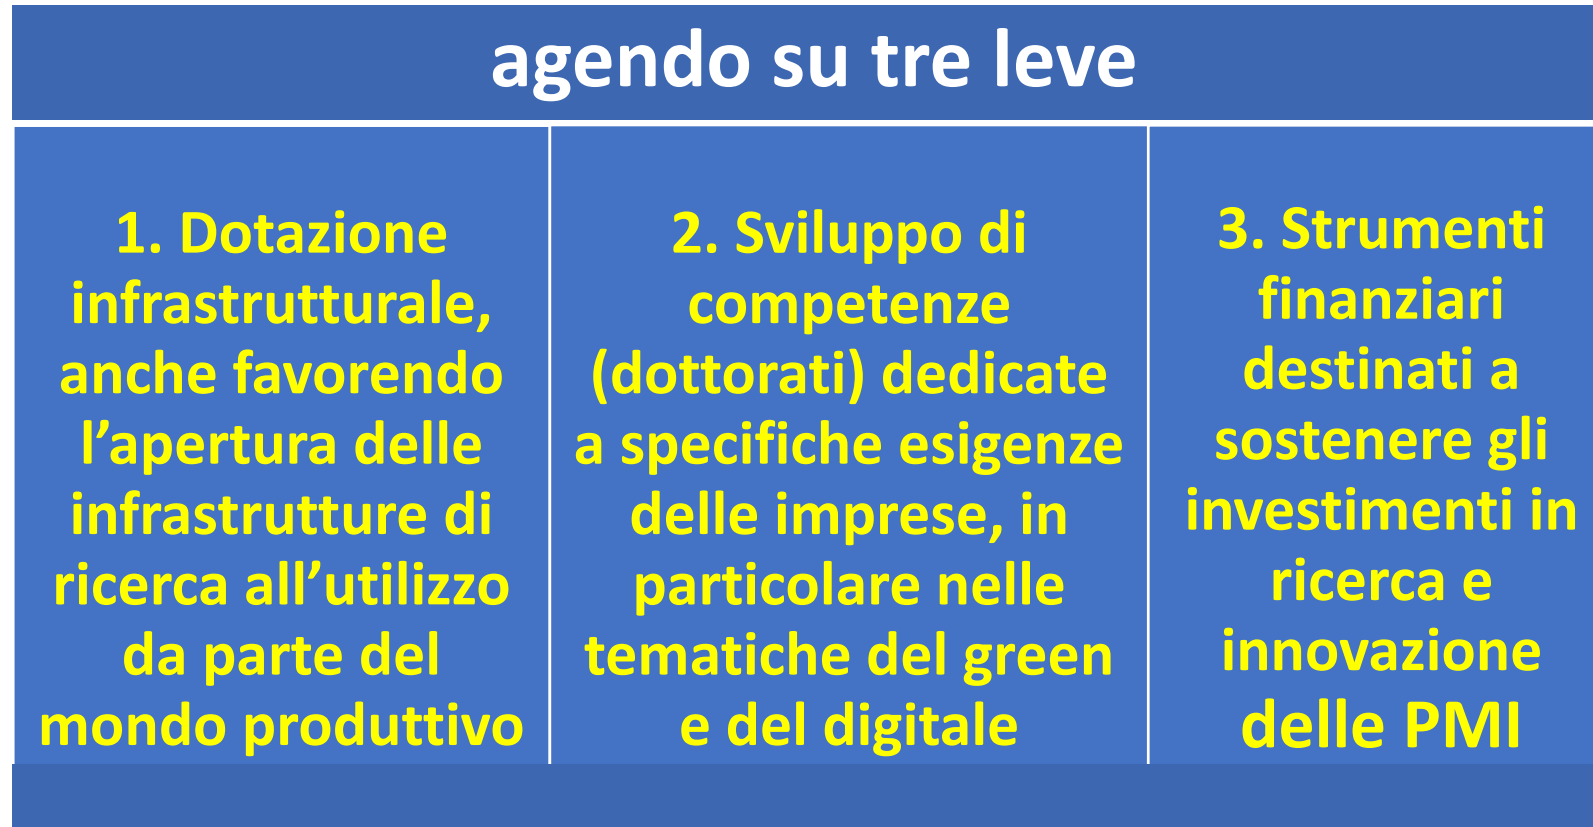 agendo su tre leve
1. Dotazione
infrastrutturale,
anche favorendo
l’apertura delle
infrastrutture di
ricerca all’utilizzo
da parte del
mondo produttivo
2. Sviluppo di
competenze
(dottorati) dedicate
a specifiche esigenze
delle imprese, in
particolare nelle
tematiche del green
e del digitale
3. Strumenti
finanziari
destinati a
sostenere gli
investimenti in
ricerca e
innovazione
delle PMI